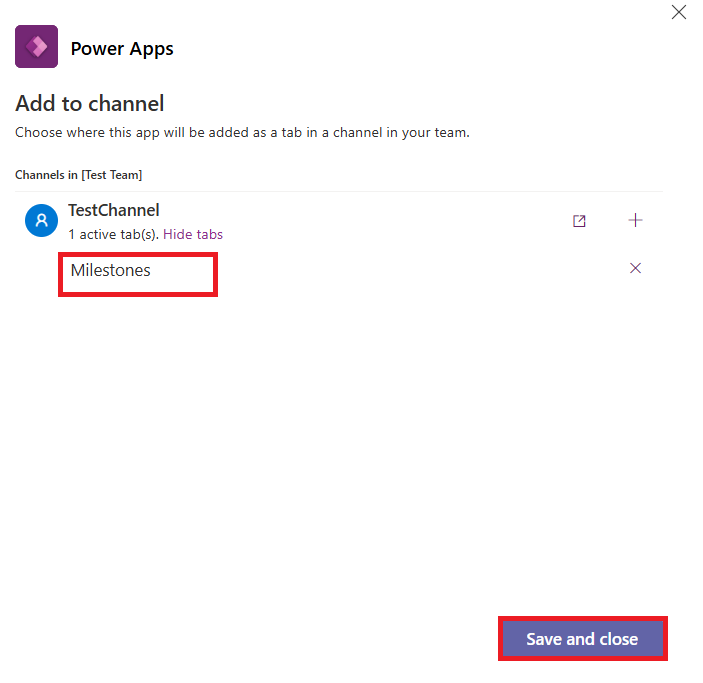 Power Apps
Add to channel
Choose where this app will be added as a tab in a channel in your team.
Channels in [Test Team]
TestChannel
1 active tab(s). Hide tabs
Milestones
Save and close